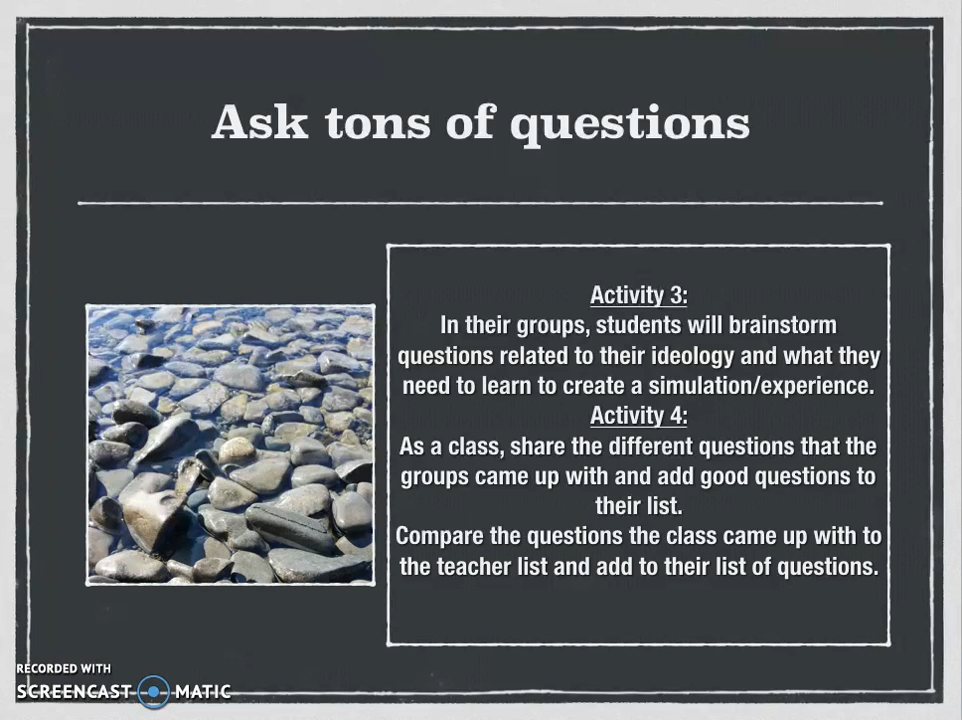 Ask tons of questions
Activity 3:
In their groups, students will brainstorm
questions related to their ideology and what they
need to learn to create a simulation/experience.
Activity 4:
As a class, share the different questions that the
groups came up with and add good questions to
their list.
Compare the questions the class came up with to
the teacher list and add to their list of questions.
RECORDED WITH
SCREENCAST MATIC